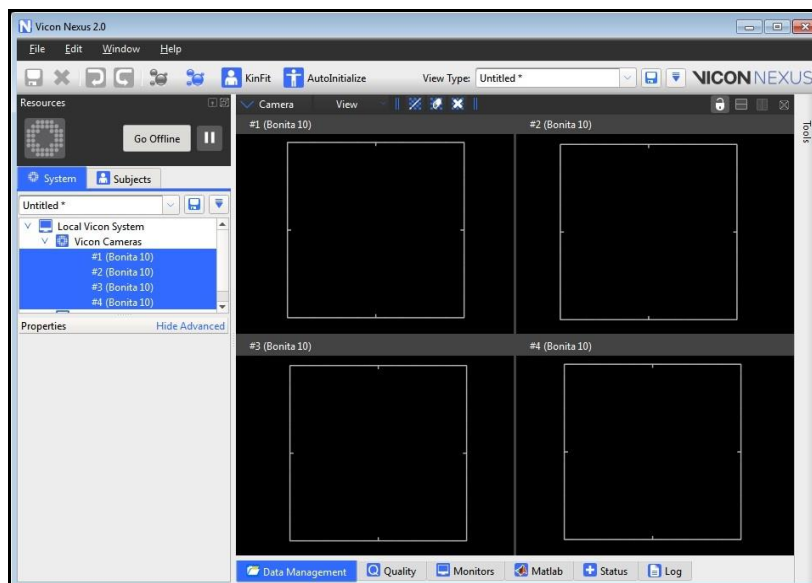 Vicon Nexus 2.0
File Edit Window Help
KinFit AutoInitialize View Type: Untitled * VICON NEXUS
Resources
Camera View
Tools
Go Offline
#1 (Bonita 10) #2 (Bonita 10)
System Subjects
Untitled *
Local Vicon System
Vicon Cameras
#1 (Bonita 10)
#2 (Bonita 10)
#3 (Bonita 10)
#4 (Bonita 10)
Properties Hide Advanced
#3 (Bonita 10) #4 (Bonita 10)
Data Management Quality Monitors Matlab Status Log